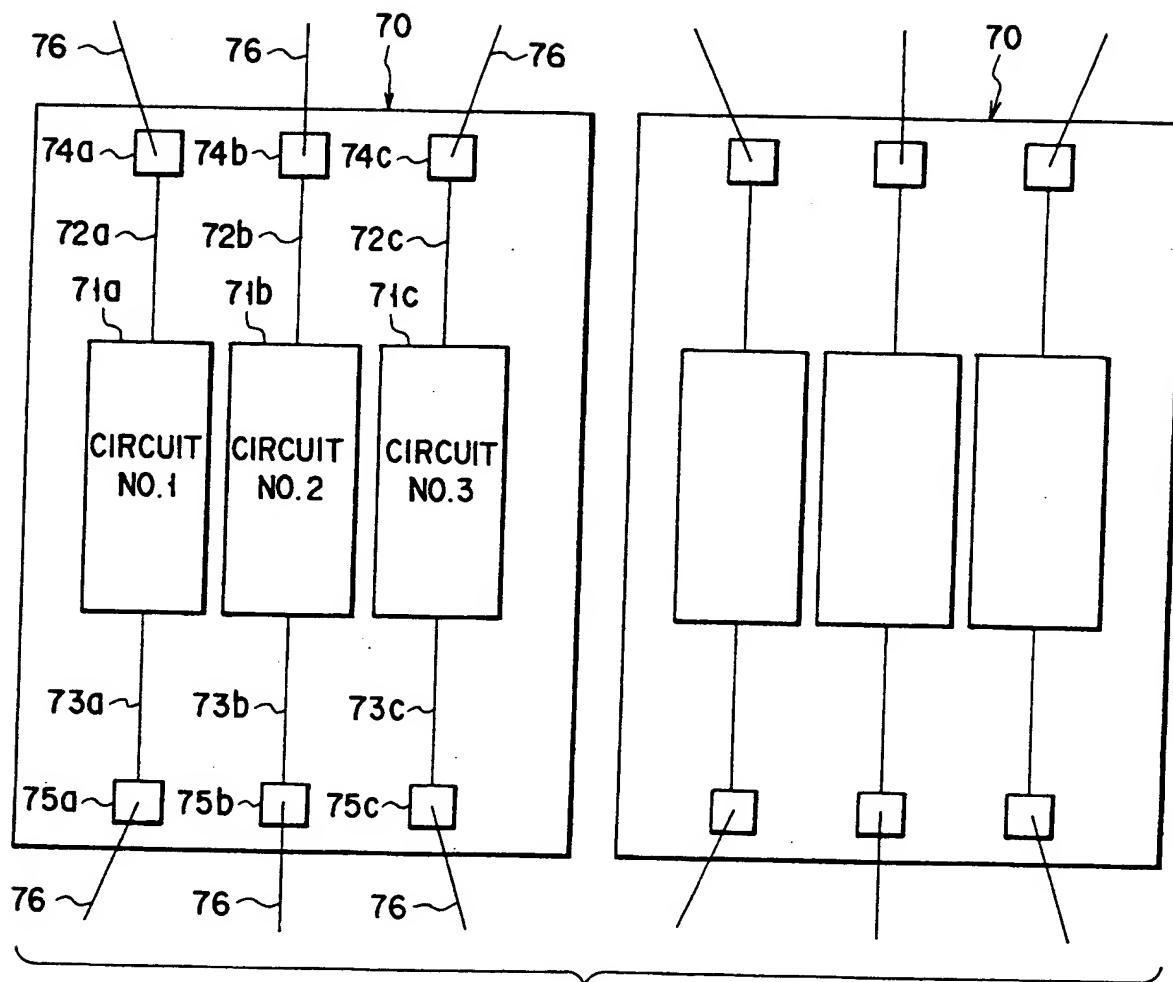 76 76 70 76 70
74a 74b 74c
72a 72b 72c
71a 71b 71c
CIRCUIT CIRCUIT CIRCUIT
NO.1 NO.2 NO.3
73a 73b 73c
75a 75b 75c
76 76 76